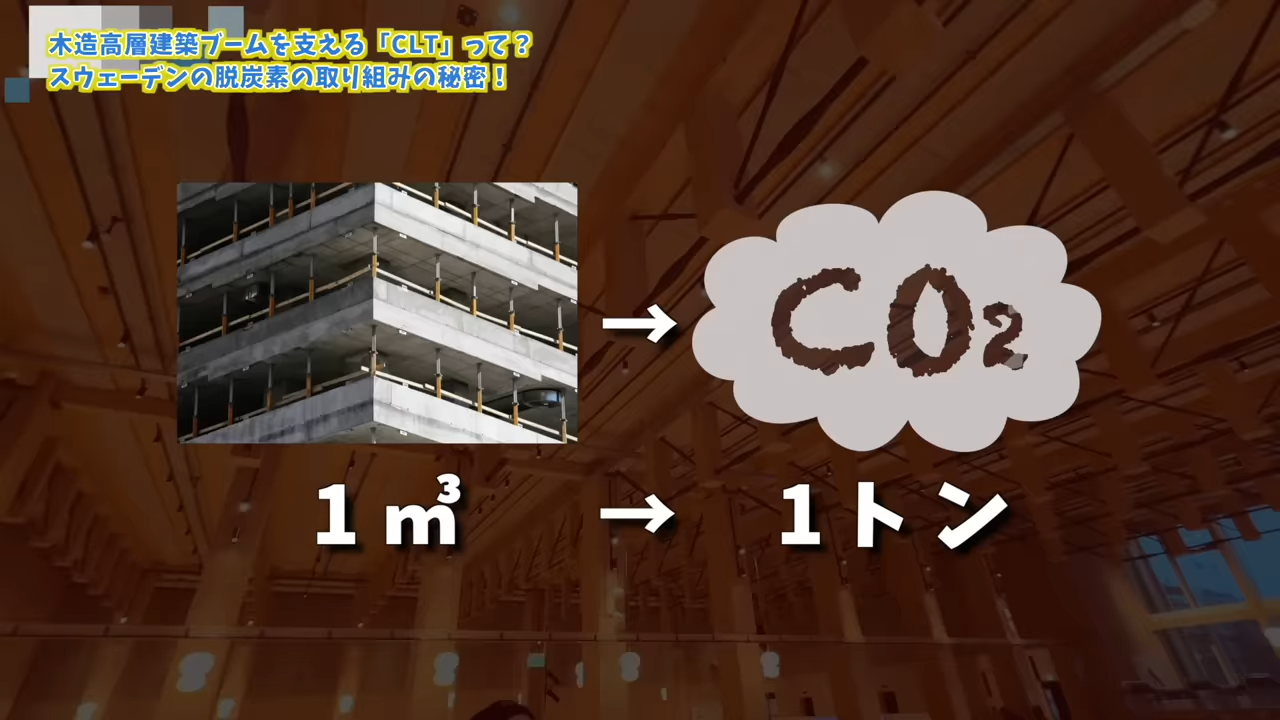 木造高層建築ブームを支える「CLT」って？
スウェーデンの脱炭素の取り組みの秘密！
→ CO₂
1㎥ → 1トン